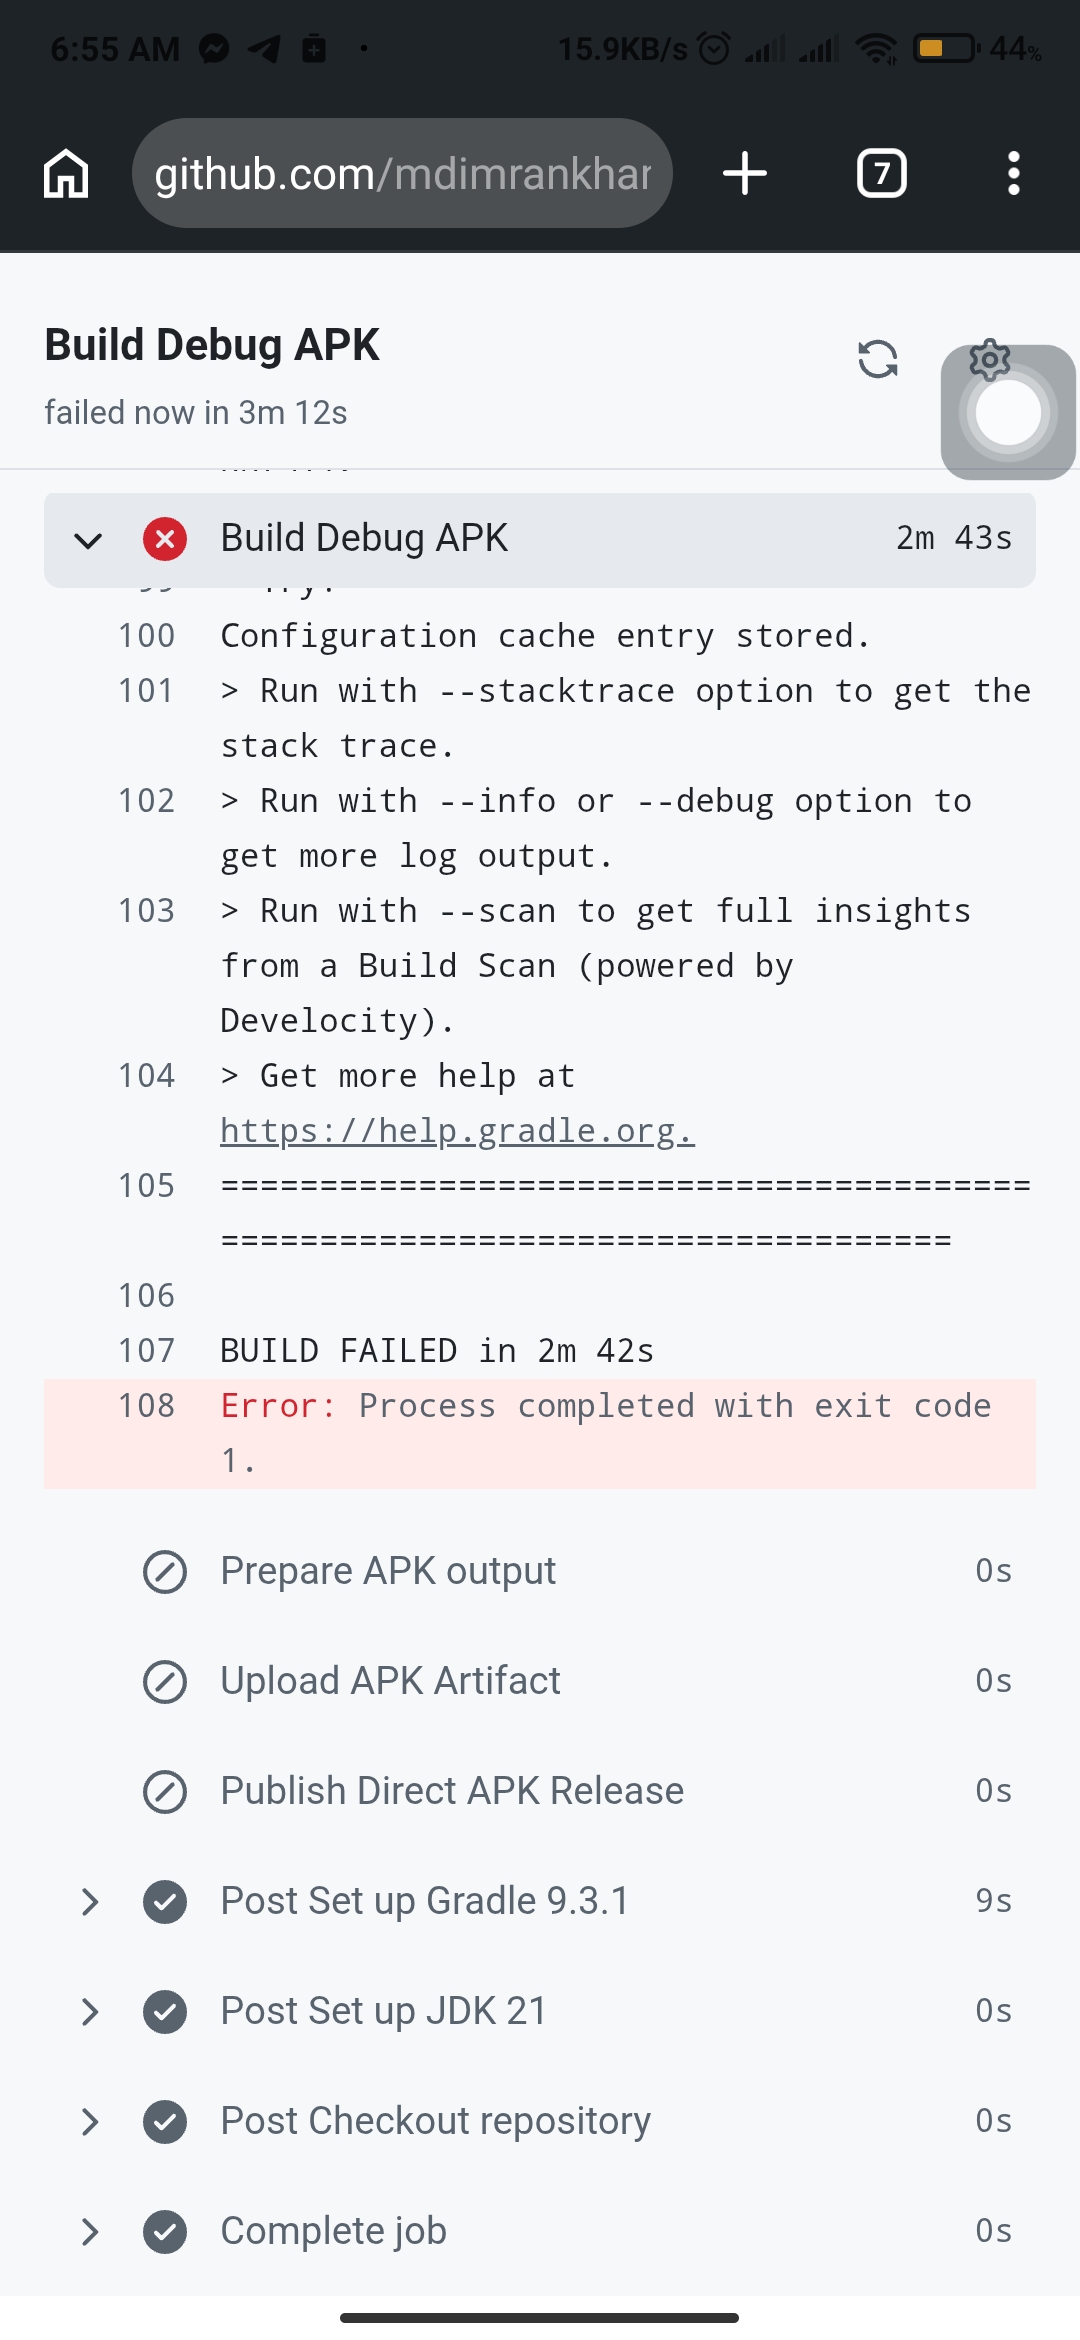 6:55 AM
15.9KB/s
44%
github.com/mdimrankhar
7
Build Debug APK
failed now in 3m 12s
Build Debug APK 2m 43s
100 Configuration cache entry stored.
101 > Run with --stacktrace option to get the
stack trace.
102 > Run with --info or --debug option to
get more log output.
103 > Run with --scan to get full insights
from a Build Scan (powered by
Develocity).
104 > Get more help at
https://help.gradle.org.
105 =========================================
=====================================
106
107 BUILD FAILED in 2m 42s
108 Error: Process completed with exit code
1.
Prepare APK output 0s
Upload APK Artifact 0s
Publish Direct APK Release 0s
Post Set up Gradle 9.3.1 9s
Post Set up JDK 21 0s
Post Checkout repository 0s
Complete job 0s